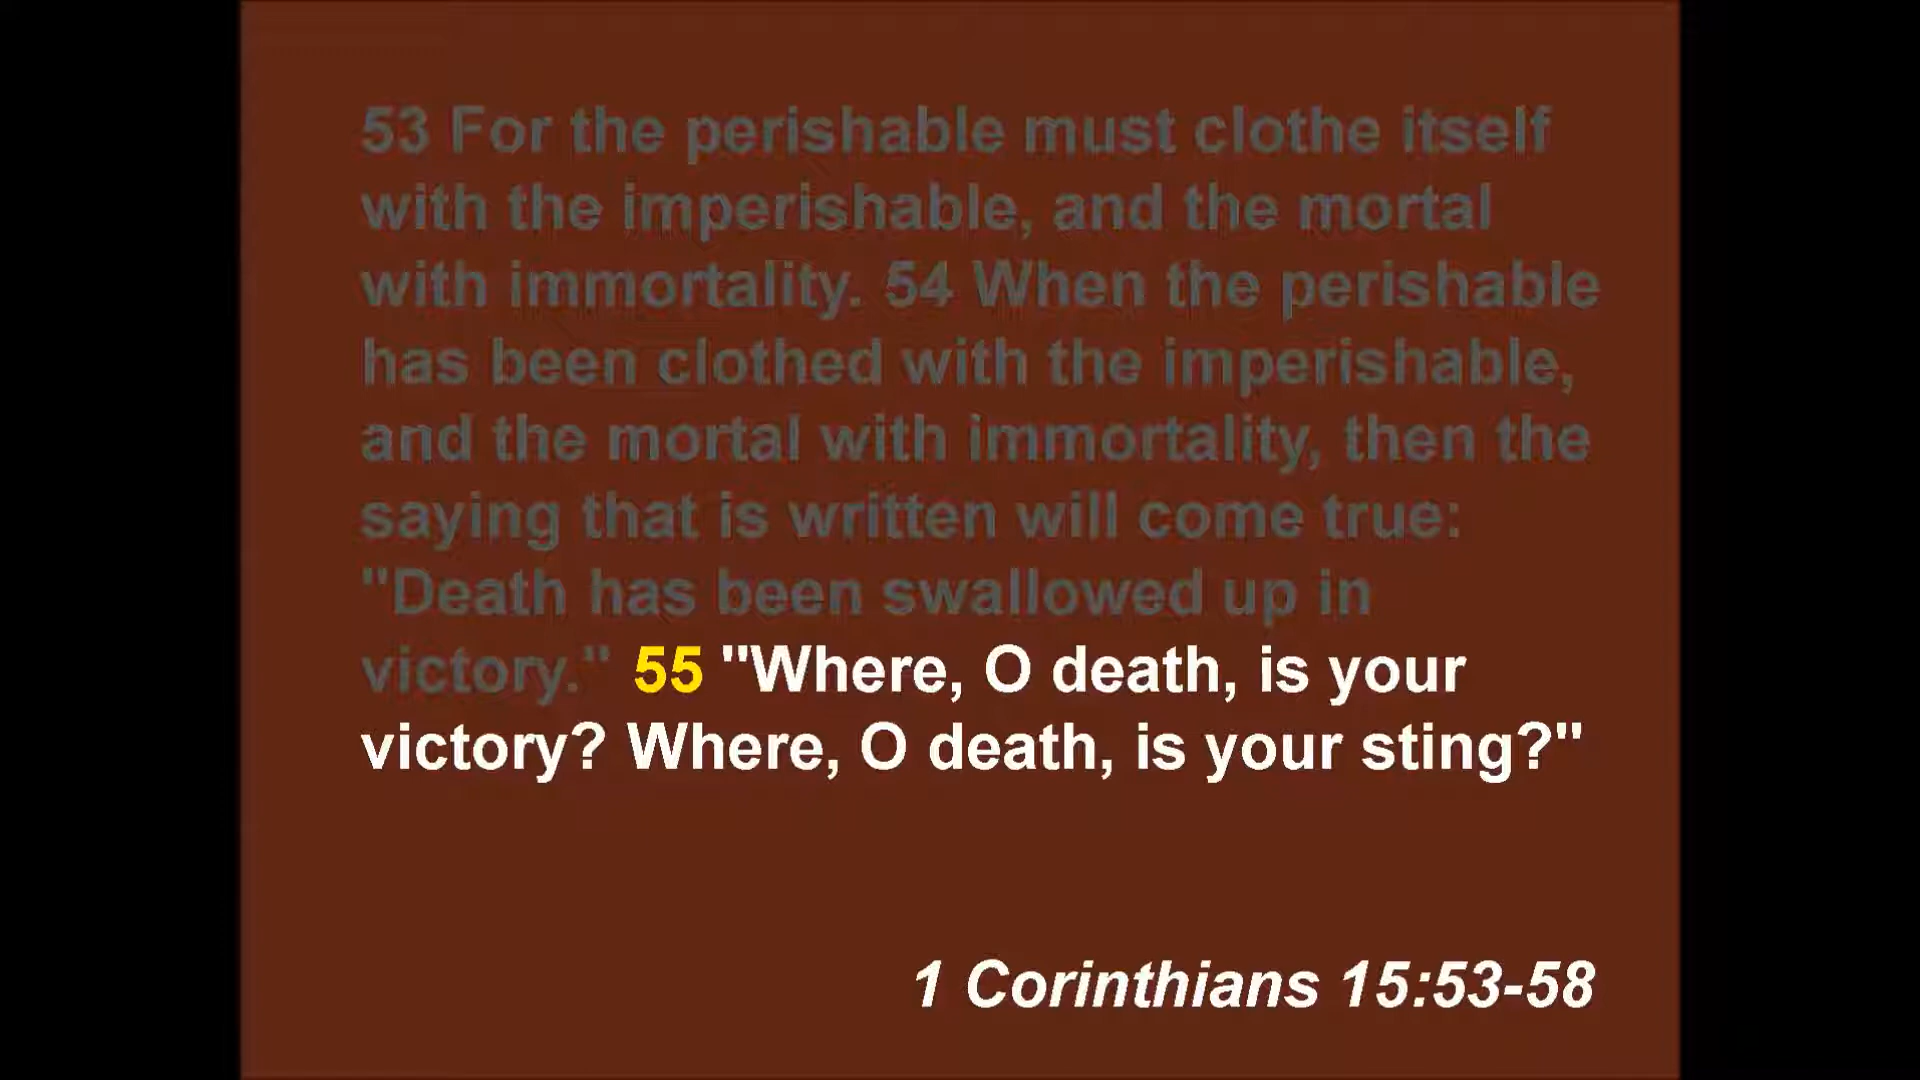 53 For the perishable must clothe itself
with the imperishable, and the mortal
with immortality. 54 When the perishable
has been clothed with the imperishable,
and the mortal with immortality, then the
saying that is written will come true:
"Death has been swallowed up in
victory." 55 "Where, O death, is your
victory? Where, O death, is your sting?"
1 Corinthians 15:53-58